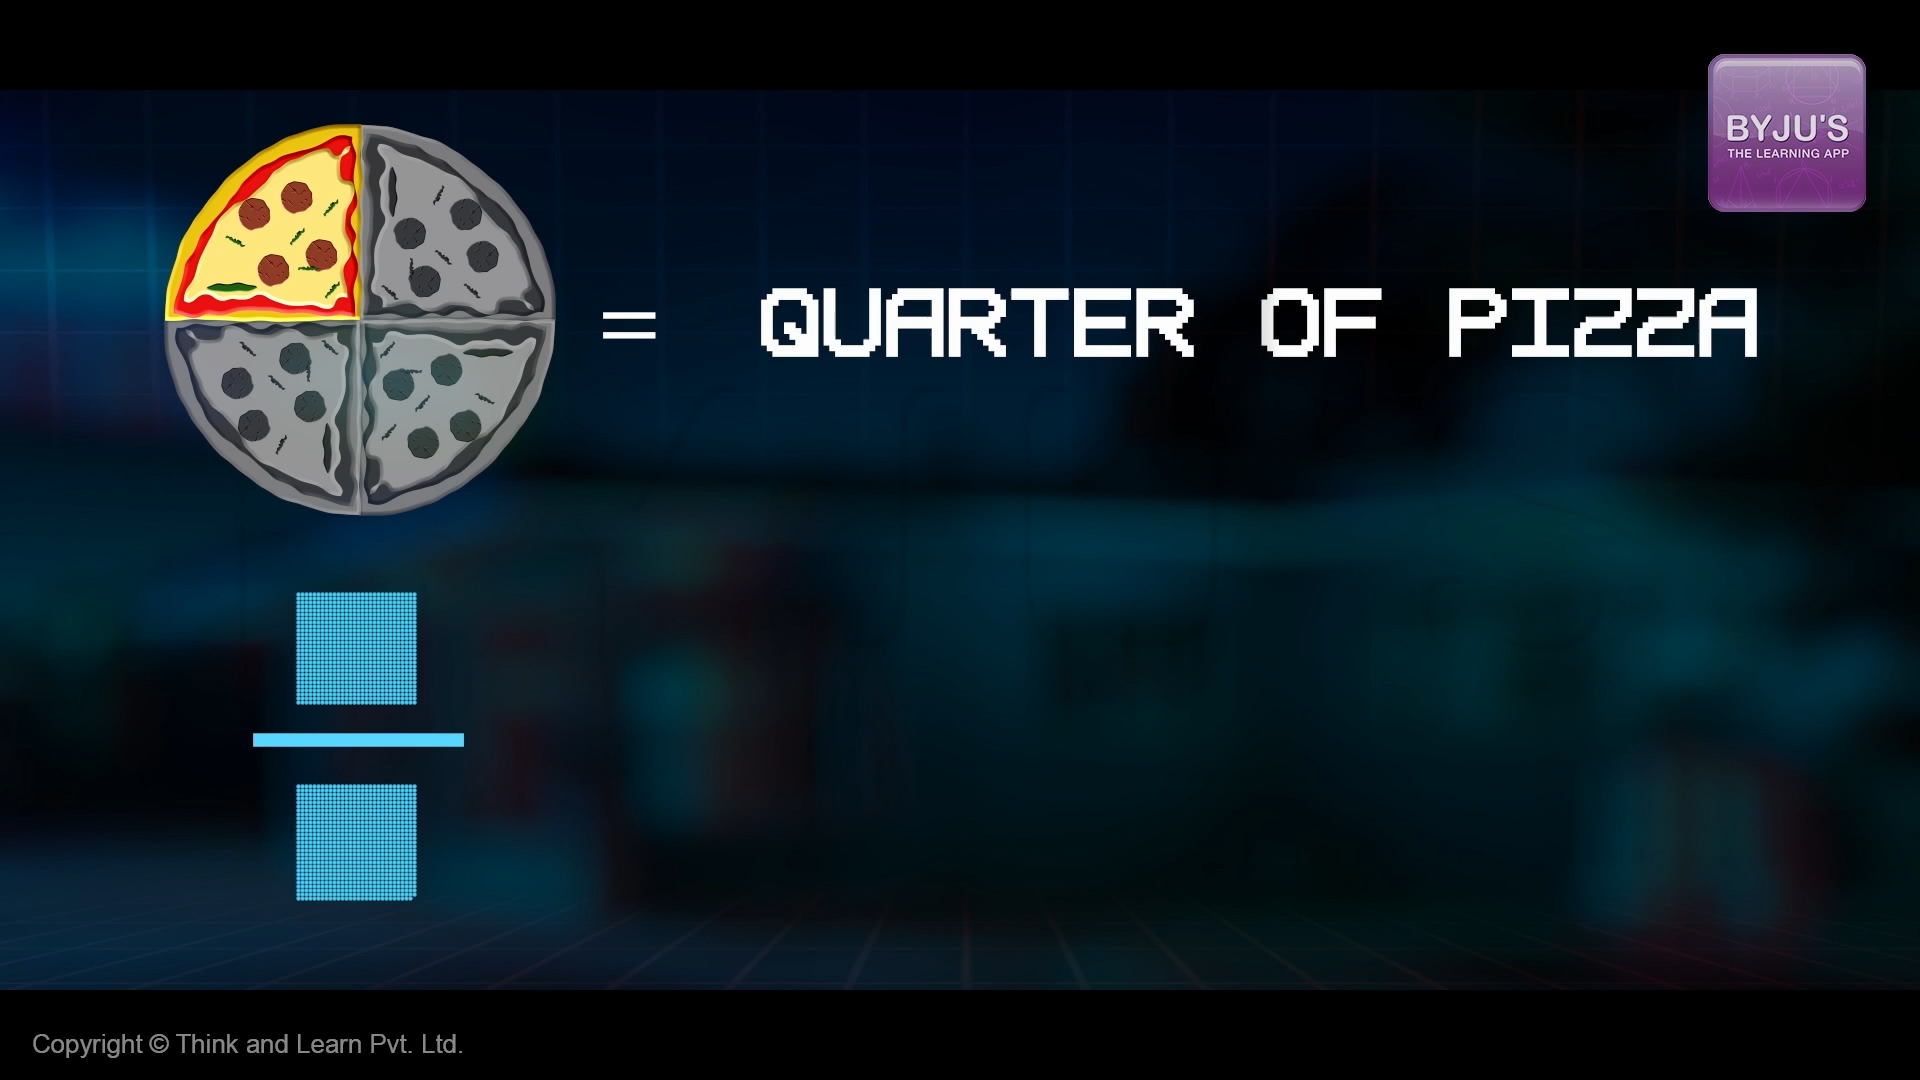 BYJU'S
THE LEARNING APP
= QUARTER OF PIZZA
Copyright © Think and Learn Pvt. Ltd.